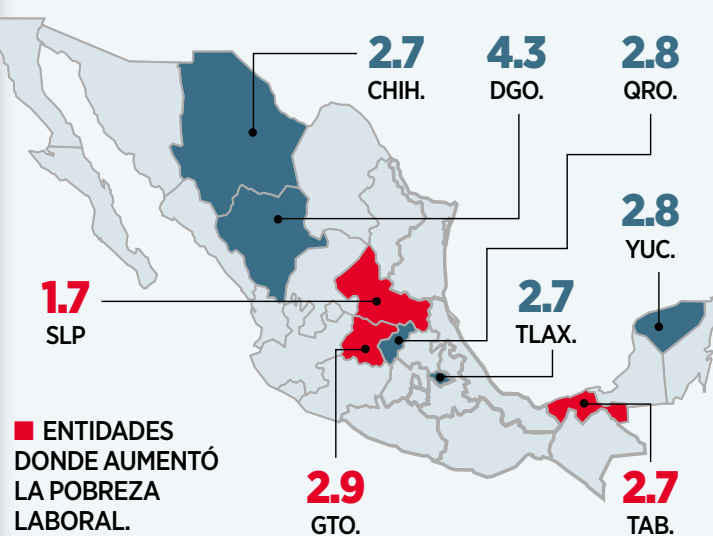 2.7
CHIH.
4.3
DGO.
2.8
QRO.
2.8
YUC.
1.7
SLP
2.7
TLAX.
ENTIDADES
DONDE AUMENTÓ
LA POBREZA
LABORAL.
2.9
GTO.
2.7
TAB.